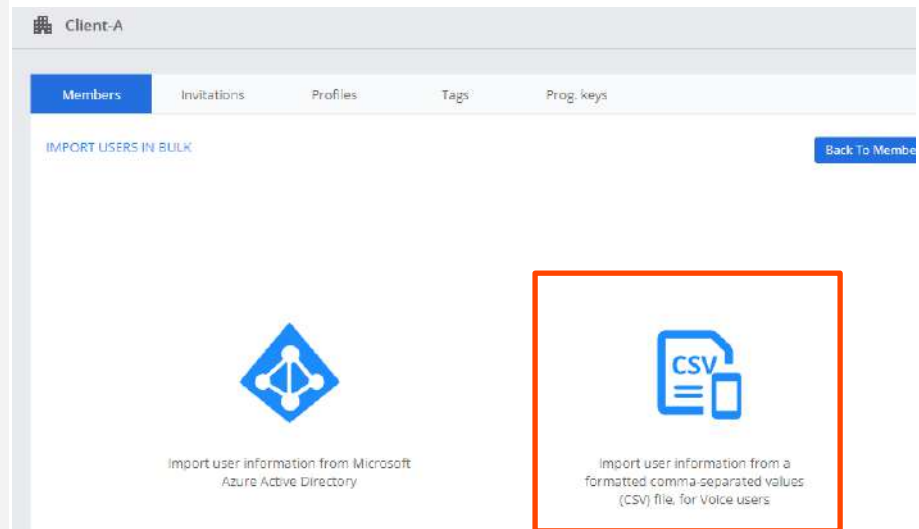 Client-A
Members Invitations Profiles Tags Prog. keys
IMPORT USERS IN BULK
Back To Membe
CSV
Import user information from Microsoft
Azure Active Directory
Import user information from a
formatted comma-separated values
(CSV) file, for Voice users